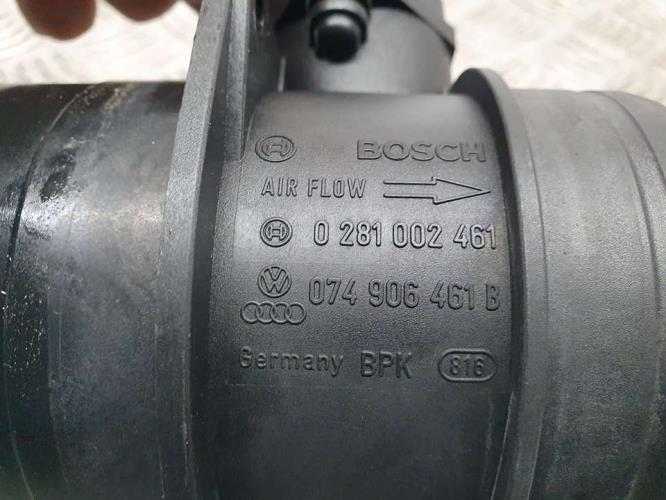 BOSCH
AIR FLOW
0 281 002 461
074 906 461 B
Germany BPK 816